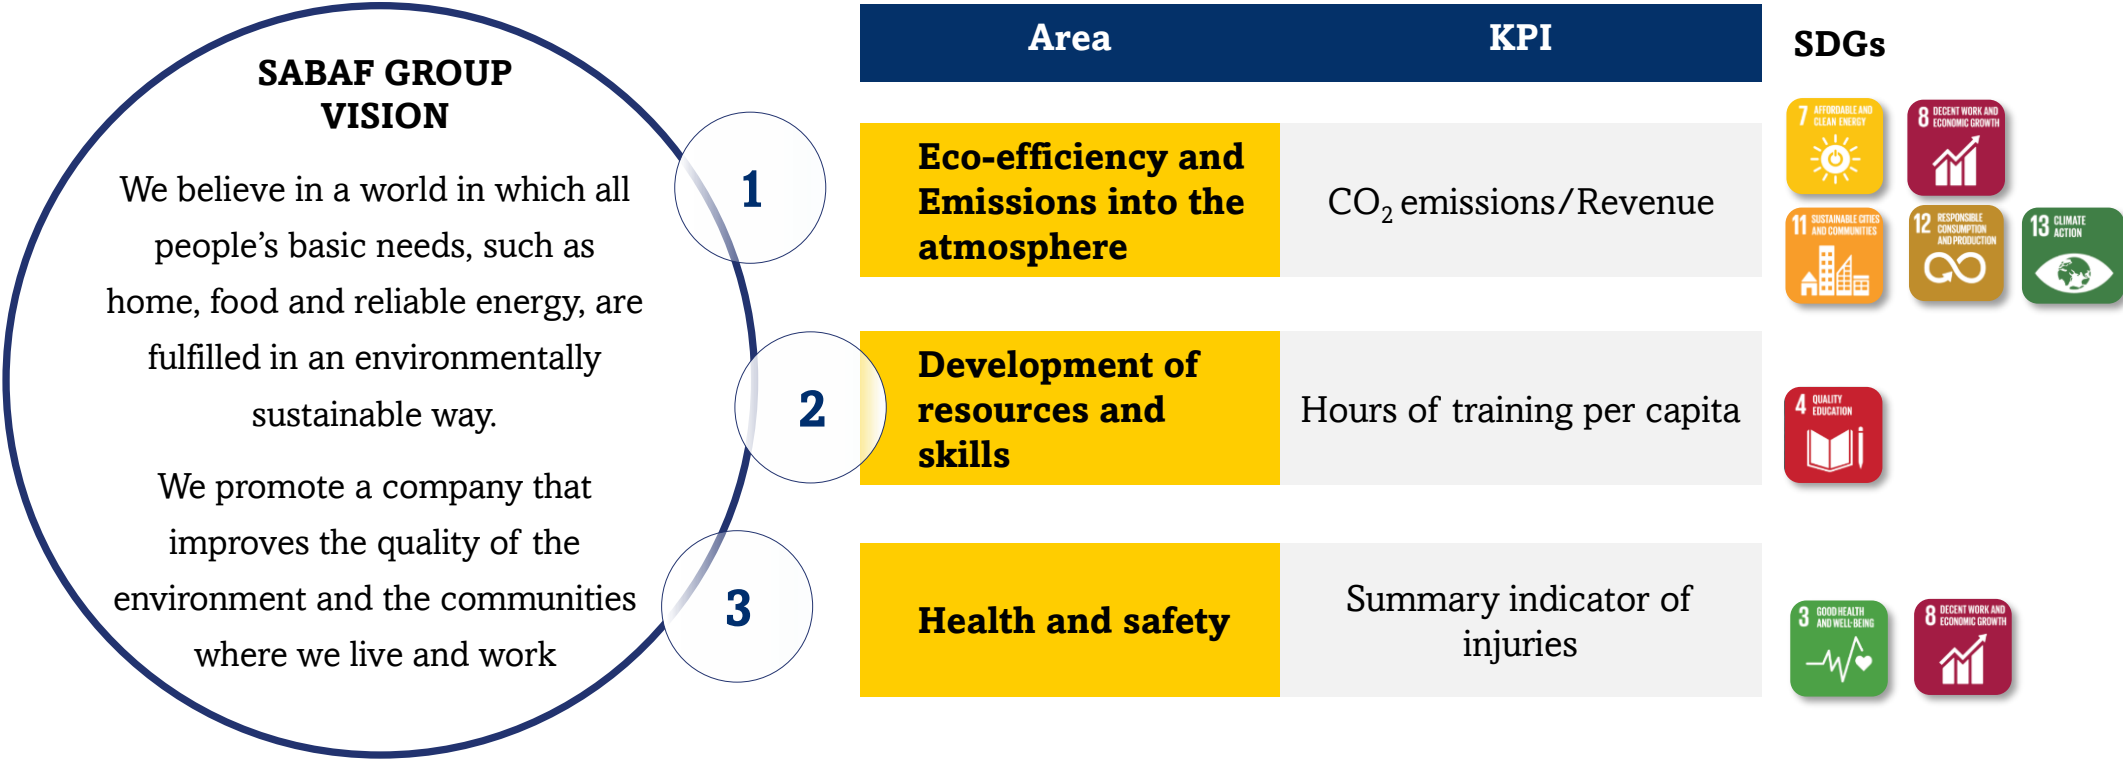 SABAF GROUP
VISION
We believe in a world in which all
people’s basic needs, such as
home, food and reliable energy, are
fulfilled in an environmentally
sustainable way.
We promote a company that
improves the quality of the
environment and the communities
where we live and work
Area
KPI
SDGs
1
Eco-efficiency and
Emissions into the
atmosphere
CO₂ emissions/Revenue
7 AFFORDABLE AND
CLEAN ENERGY
8 DECENT WORK AND
ECONOMIC GROWTH
11 SUSTAINABLE CITIES
AND COMMUNITIES
12 RESPONSIBLE
CONSUMPTION
AND PRODUCTION
13 CLIMATE
ACTION
2
Development of
resources and
skills
Hours of training per capita
4 QUALITY
EDUCATION
3
Health and safety
Summary indicator of
injuries
3 GOOD HEALTH
AND WELL-BEING
8 DECENT WORK AND
ECONOMIC GROWTH